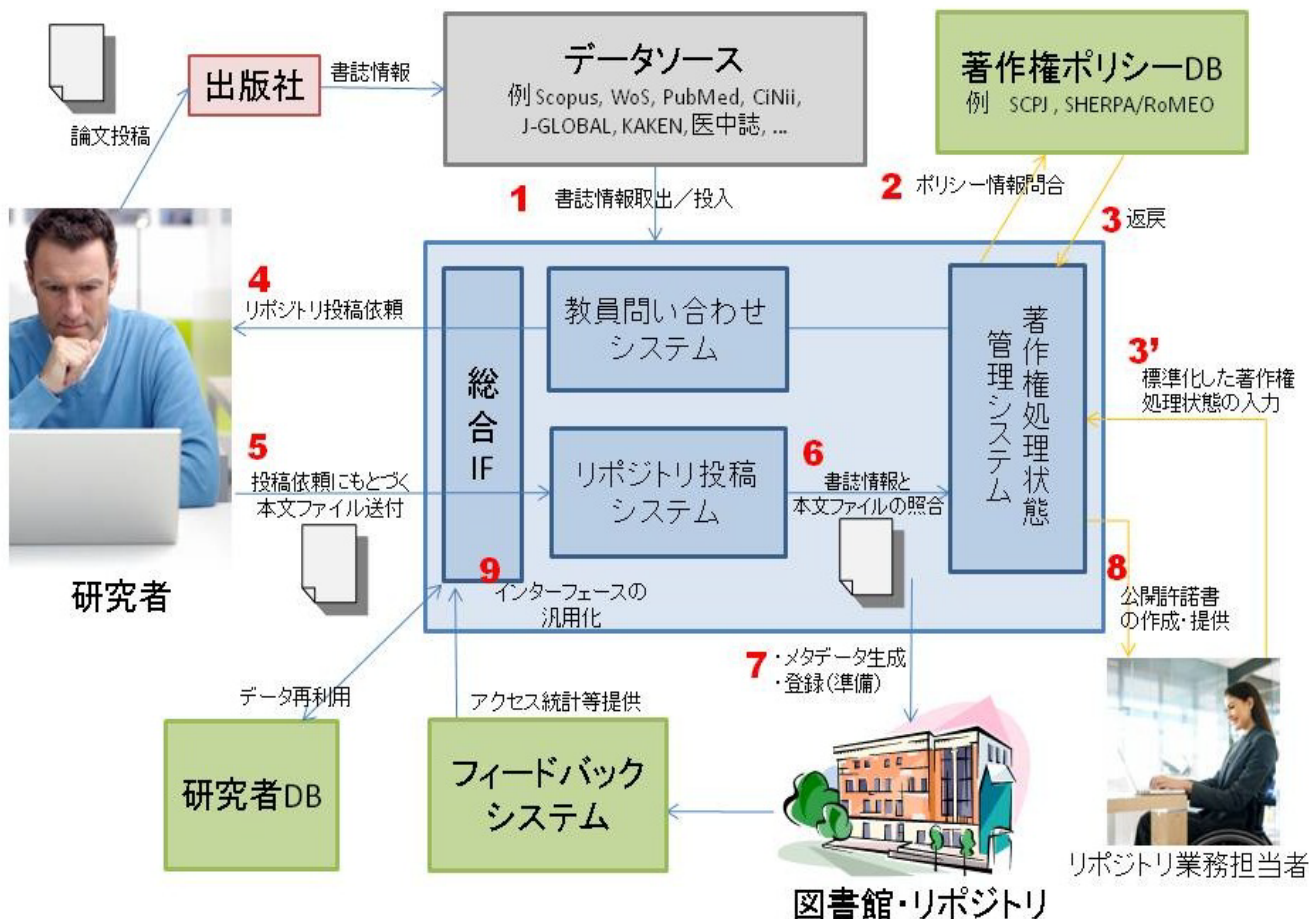 出版社
書誌情報
データソース
例 Scopus, WoS, PubMed, CiNii,
J-GLOBAL, KAKEN, 医中誌, ...
著作権ポリシーDB
例　SCPJ , SHERPA/RoMEO
論文投稿
1 書誌情報取出／投入
2 ポリシー情報問合
3 返戻
4
リポジトリ投稿依頼
教員問い合わせ
システム
総合IF
著作権処理状態
管理システム
3’
標準化した著作権
処理状態の入力
5
投稿依頼にもとづく
本文ファイル送付
リポジトリ投稿
システム
6
書誌情報と
本文ファイルの照合
研究者
9
インターフェースの
汎用化
8
公開許諾書
の作成・提供
7 ・メタデータ生成
・登録(準備)
データ再利用
アクセス統計等提供
研究者DB
フィードバック
システム
リポジトリ業務担当者
図書館・リポジトリ